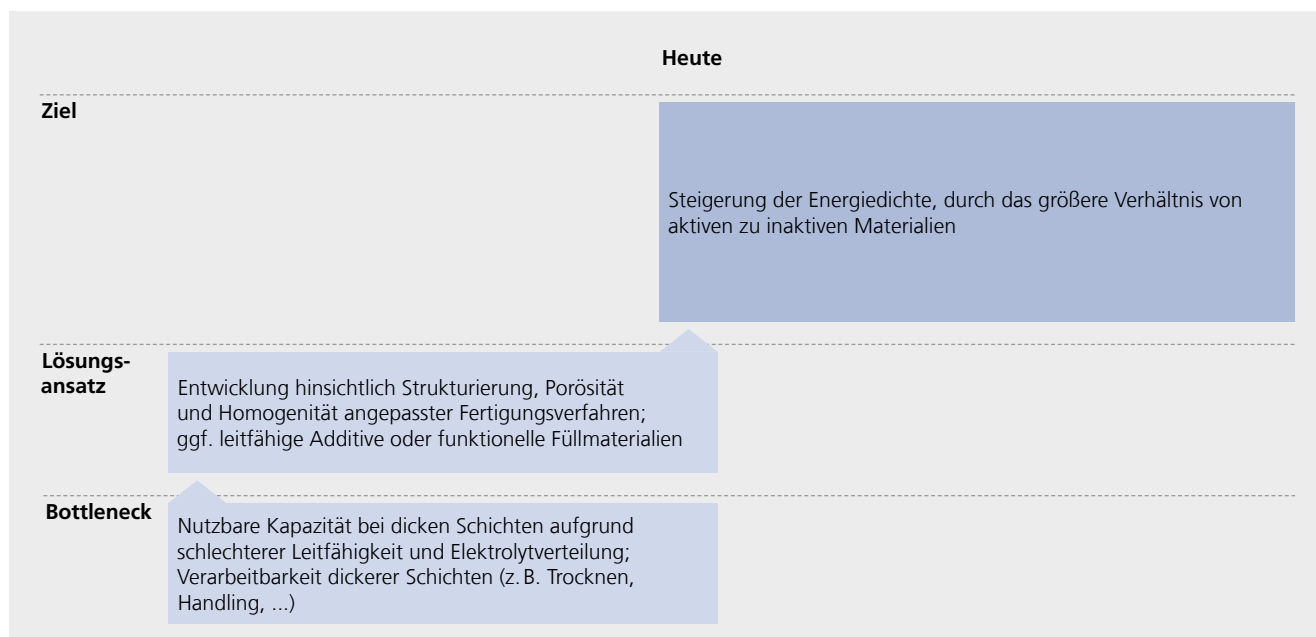 Heute
Ziel
Steigerung der Energiedichte, durch das größere Verhältnis von
aktiven zu inaktiven Materialien
Lösungs-
ansatz
Entwicklung hinsichtlich Strukturierung, Porösität
und Homogenität angepasster Fertigungsverfahren;
ggf. leitfähige Additive oder funktionelle Füllmaterialien
Bottleneck
Nutzbare Kapazität bei dicken Schichten aufgrund
schlechterer Leitfähigkeit und Elektrolytverteilung;
Verarbeitbarkeit dickerer Schichten (z. B. Trocknen,
Handling, ...)